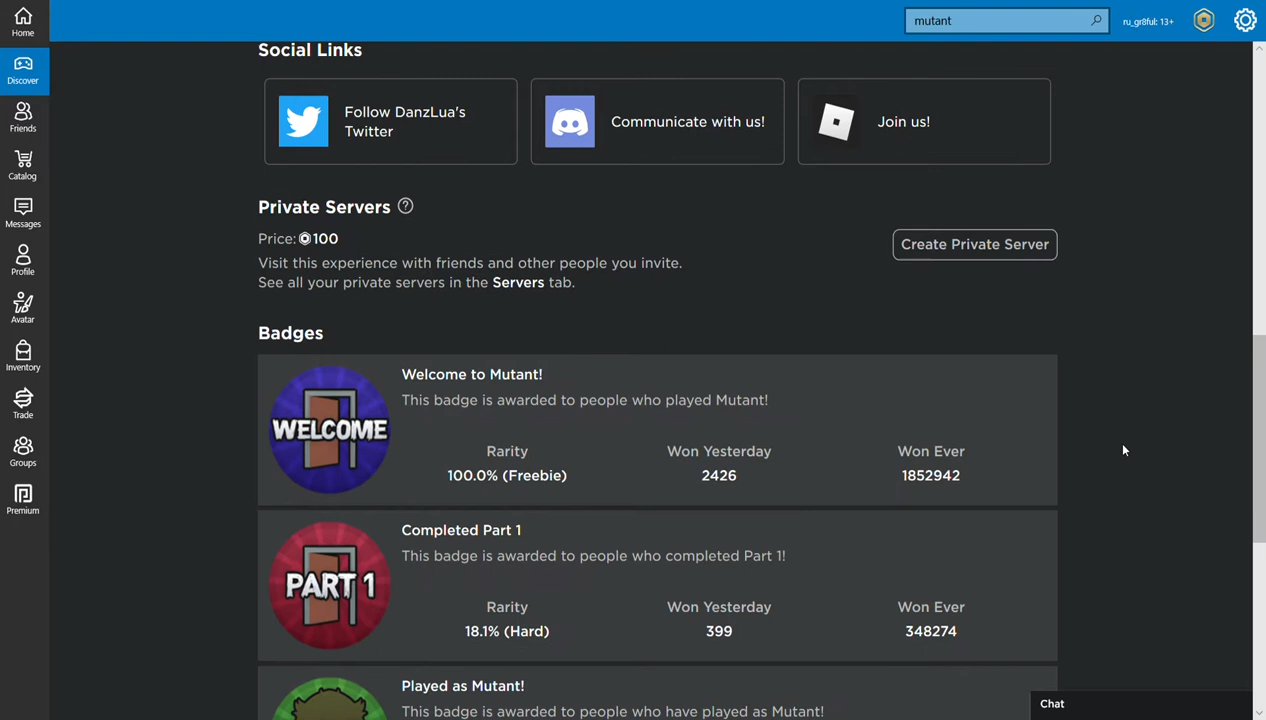 Home
mutant
ru_gr8ful: 13+
Discover
Friends
Catalog
Messages
Profile
Avatar
Inventory
Trade
Groups
Premium
Social Links
Follow DanzLua's
Twitter
Communicate with us!
Join us!
Private Servers ?
Price: 100
Visit this experience with friends and other people you invite.
See all your private servers in the Servers tab.
Create Private Server
Badges
WELCOME
Welcome to Mutant!
This badge is awarded to people who played Mutant!
Rarity Won Yesterday Won Ever
100.0% (Freebie) 2426 1852942
PART 1
Completed Part 1
This badge is awarded to people who completed Part 1!
Rarity Won Yesterday Won Ever
18.1% (Hard) 399 348274
Played as Mutant!
This badge is awarded to people who have played as Mutant!
Chat